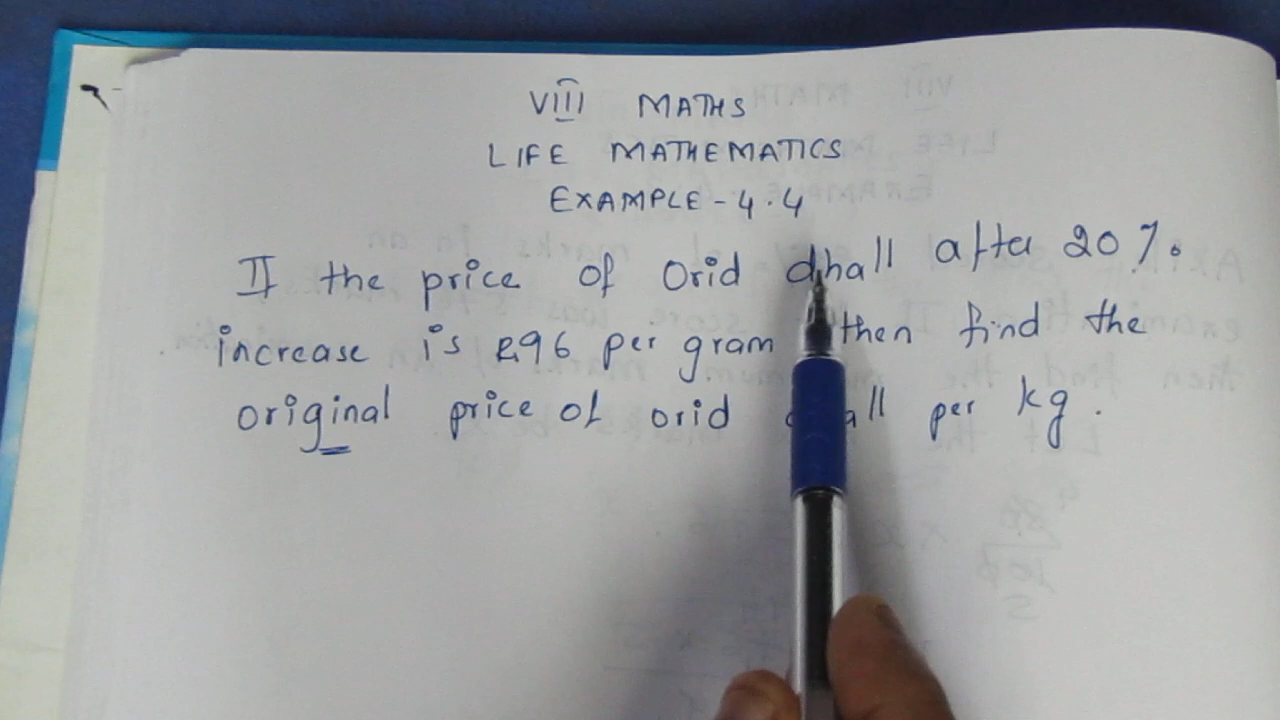 VIII MATHS
LIFE MATHEMATICS
EXAMPLE - 4.4
If the price of Orid dhall after 20%
increase is ₹96 per gram then find the
original price of orid dhall per kg.